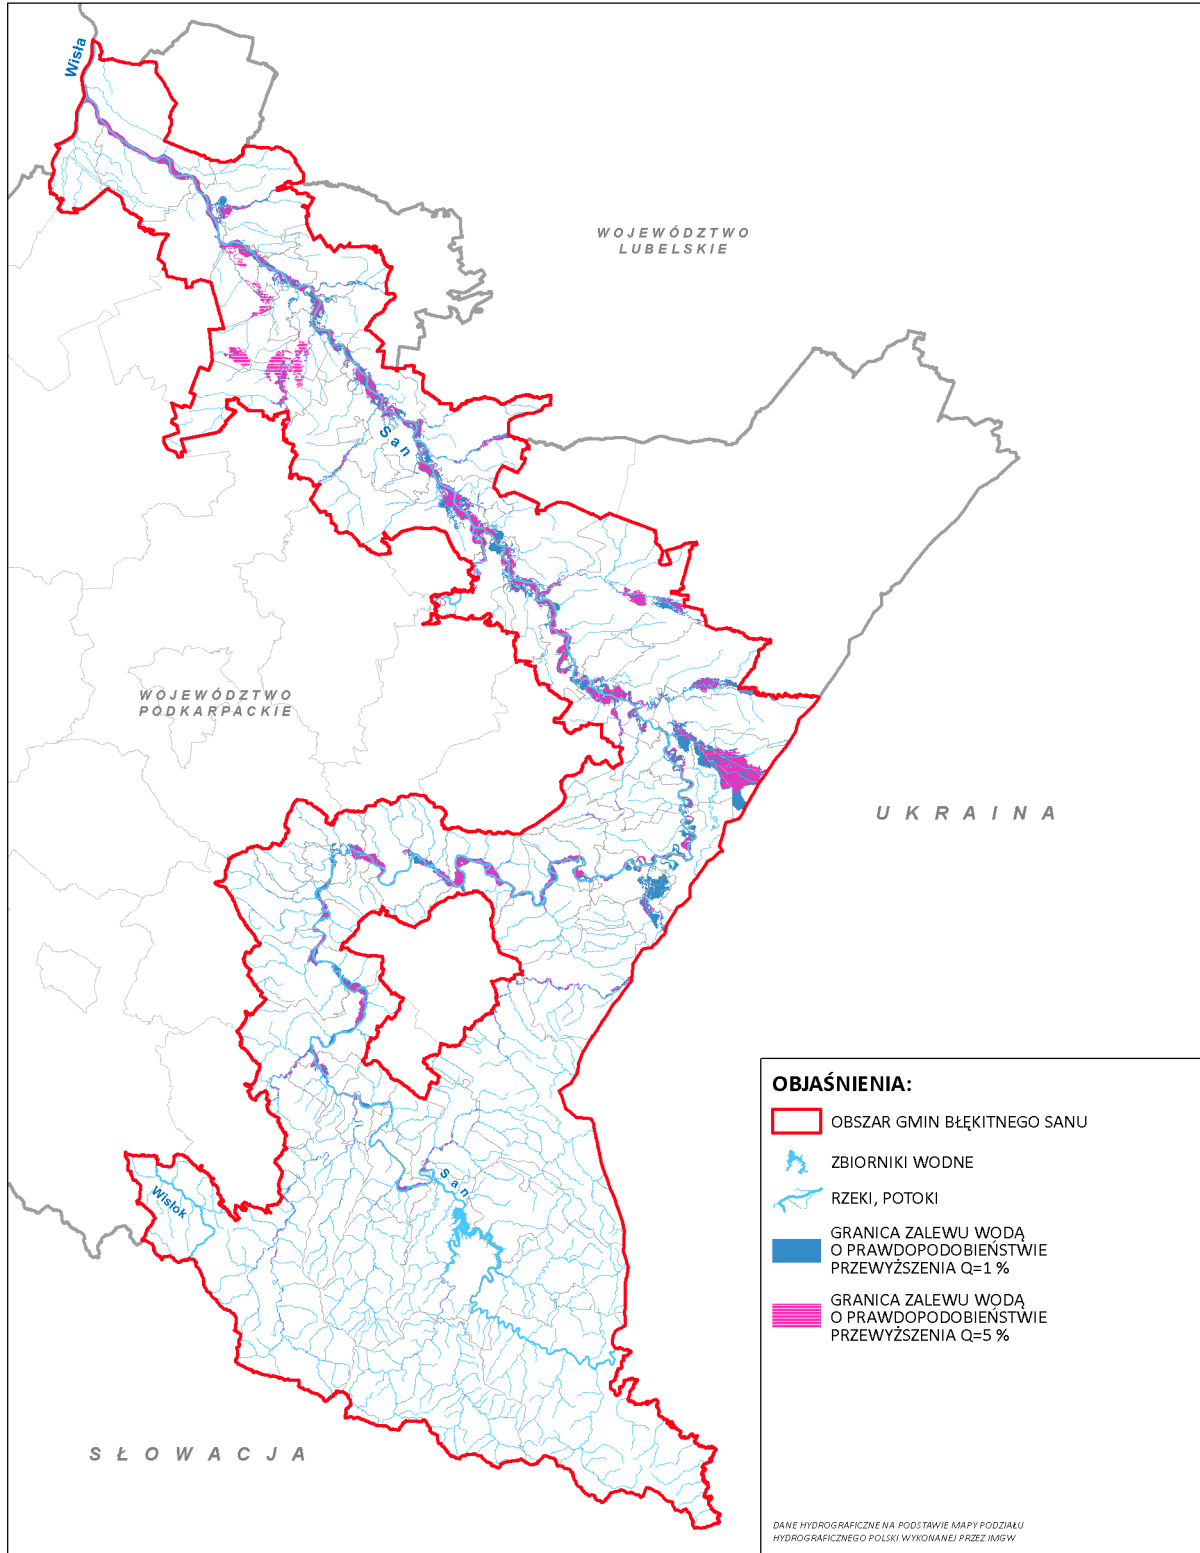 Wisła
WOJEWÓDZTWO
LUBELSKIE
San
WOJEWÓDZTWO
PODKARPACKIE
UKRAINA
San
Wisłok
SŁOWACJA
OBJAŚNIENIA:
OBSZAR GMIN BŁĘKITNEGO SANU
ZBIORNIKI WODNE
RZEKI, POTOKI
GRANICA ZALEWU WODĄ
O PRAWDOPODOBIEŃSTWIE
PRZEWYŻSZENIA Q=1 %
GRANICA ZALEWU WODĄ
O PRAWDOPODOBIEŃSTWIE
PRZEWYŻSZENIA Q=5 %
DANE HYDROGRAFICZNE NA PODSTAWIE MAPY PODZIAŁU
HYDROGRAFICZNEGO POLSKI WYKONANEJ PRZEZ IMGW